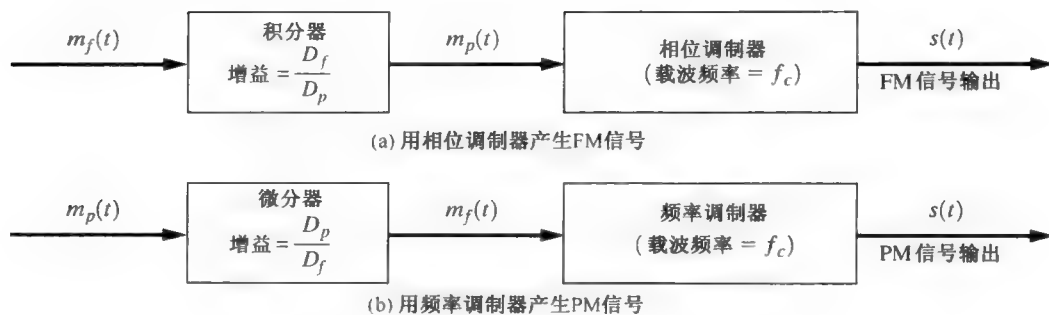 m_f(t)
积分器
增益 = D_f / D_p
m_p(t)
相位调制器
(载波频率 = f_c)
s(t)
FM信号输出
(a) 用相位调制器产生FM信号
m_p(t)
微分器
增益 = D_p / D_f
m_f(t)
频率调制器
(载波频率 = f_c)
s(t)
PM信号输出
(b) 用频率调制器产生PM信号